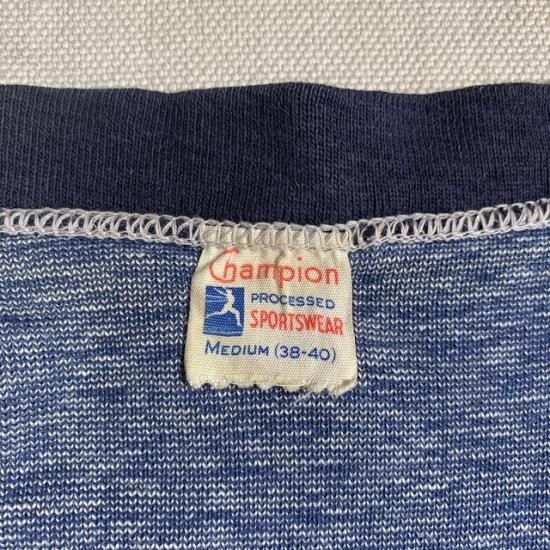 Champion
PROCESSED
SPORTSWEAR
MEDIUM (38-40)